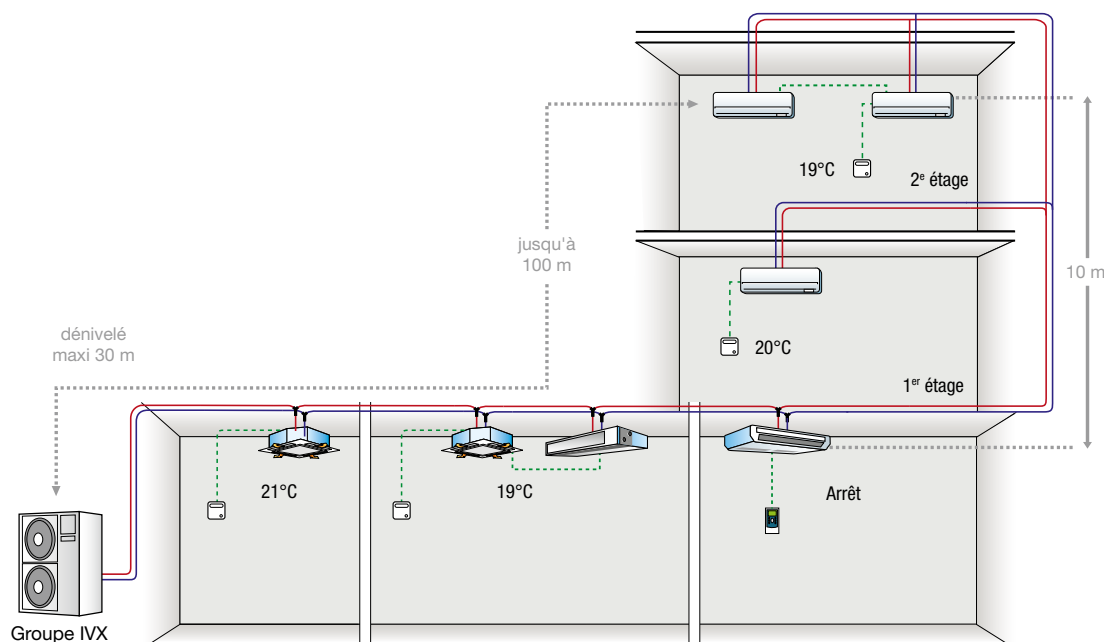 19°C
2e étage
jusqu'à
100 m
10 m
dénivelé
maxi 30 m
20°C
1er étage
21°C
19°C
Arrêt
Groupe IVX